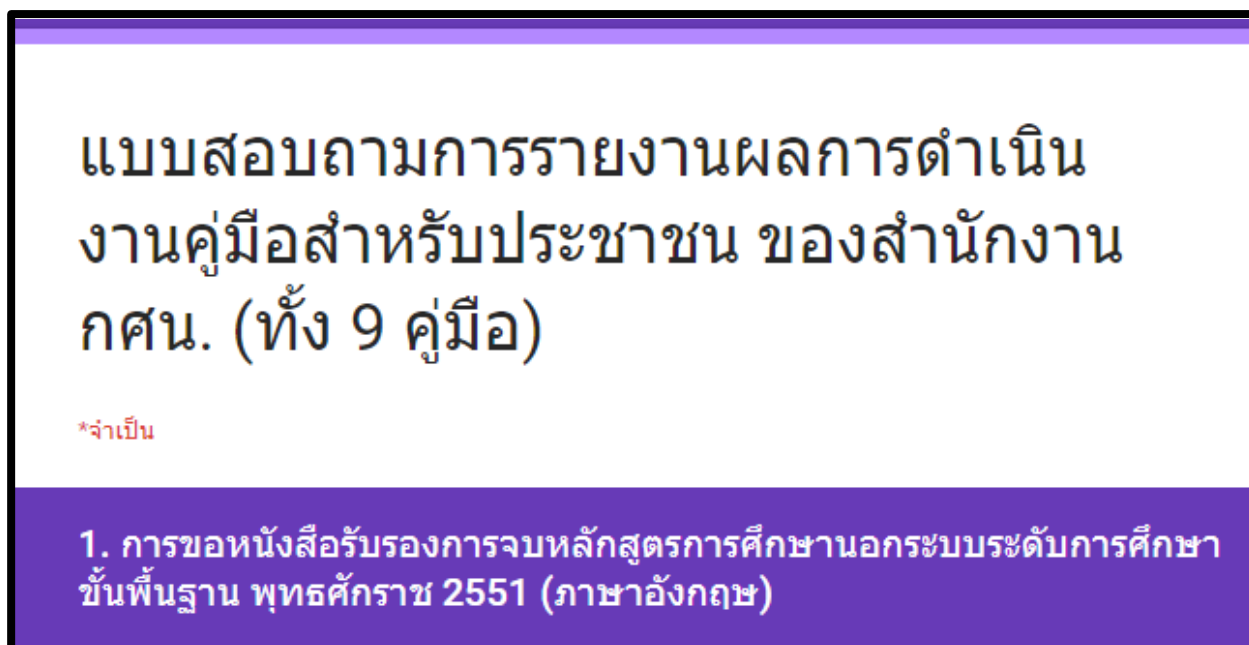 แบบสอบถามการรายงานผลการดำเนิน
งานคู่มือสำหรับประชาชน ของสำนักงาน
กศน. (ทั้ง 9 คู่มือ)
*จำเป็น
1. การขอหนังสือรับรองการจบหลักสูตรการศึกษานอกระบบระดับการศึกษา
ขั้นพื้นฐาน พุทธศักราช 2551 (ภาษาอังกฤษ)